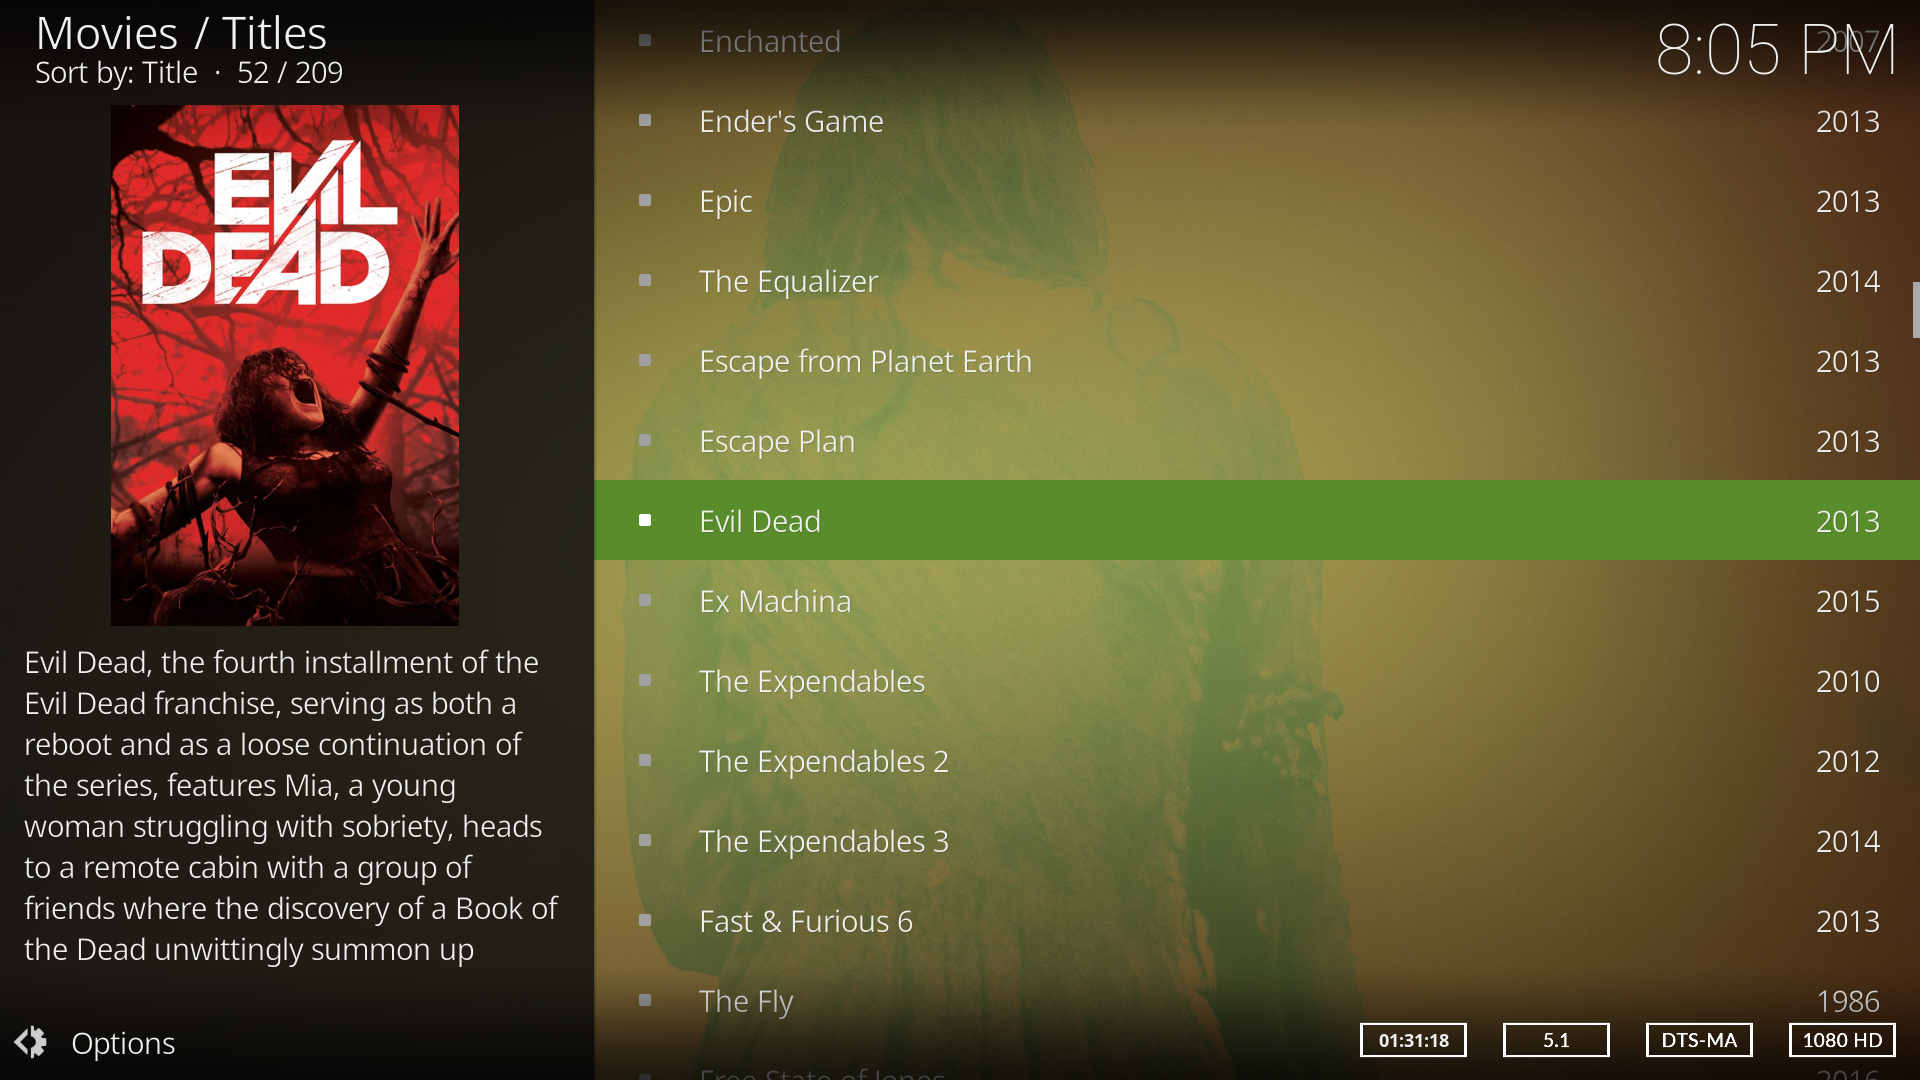 Movies / Titles
Sort by: Title · 52 / 209
8:05 PM
EVIL
DEAD
Evil Dead, the fourth installment of the
Evil Dead franchise, serving as both a
reboot and as a loose continuation of
the series, features Mia, a young
woman struggling with sobriety, heads
to a remote cabin with a group of
friends where the discovery of a Book of
the Dead unwittingly summon up
Options
Enchanted 2007
Ender's Game 2013
Epic 2013
The Equalizer 2014
Escape from Planet Earth 2013
Escape Plan 2013
Evil Dead 2013
Ex Machina 2015
The Expendables 2010
The Expendables 2 2012
The Expendables 3 2014
Fast & Furious 6 2013
The Fly 1986
Free State of Jones 2016
01:31:18 5.1 DTS-MA 1080 HD